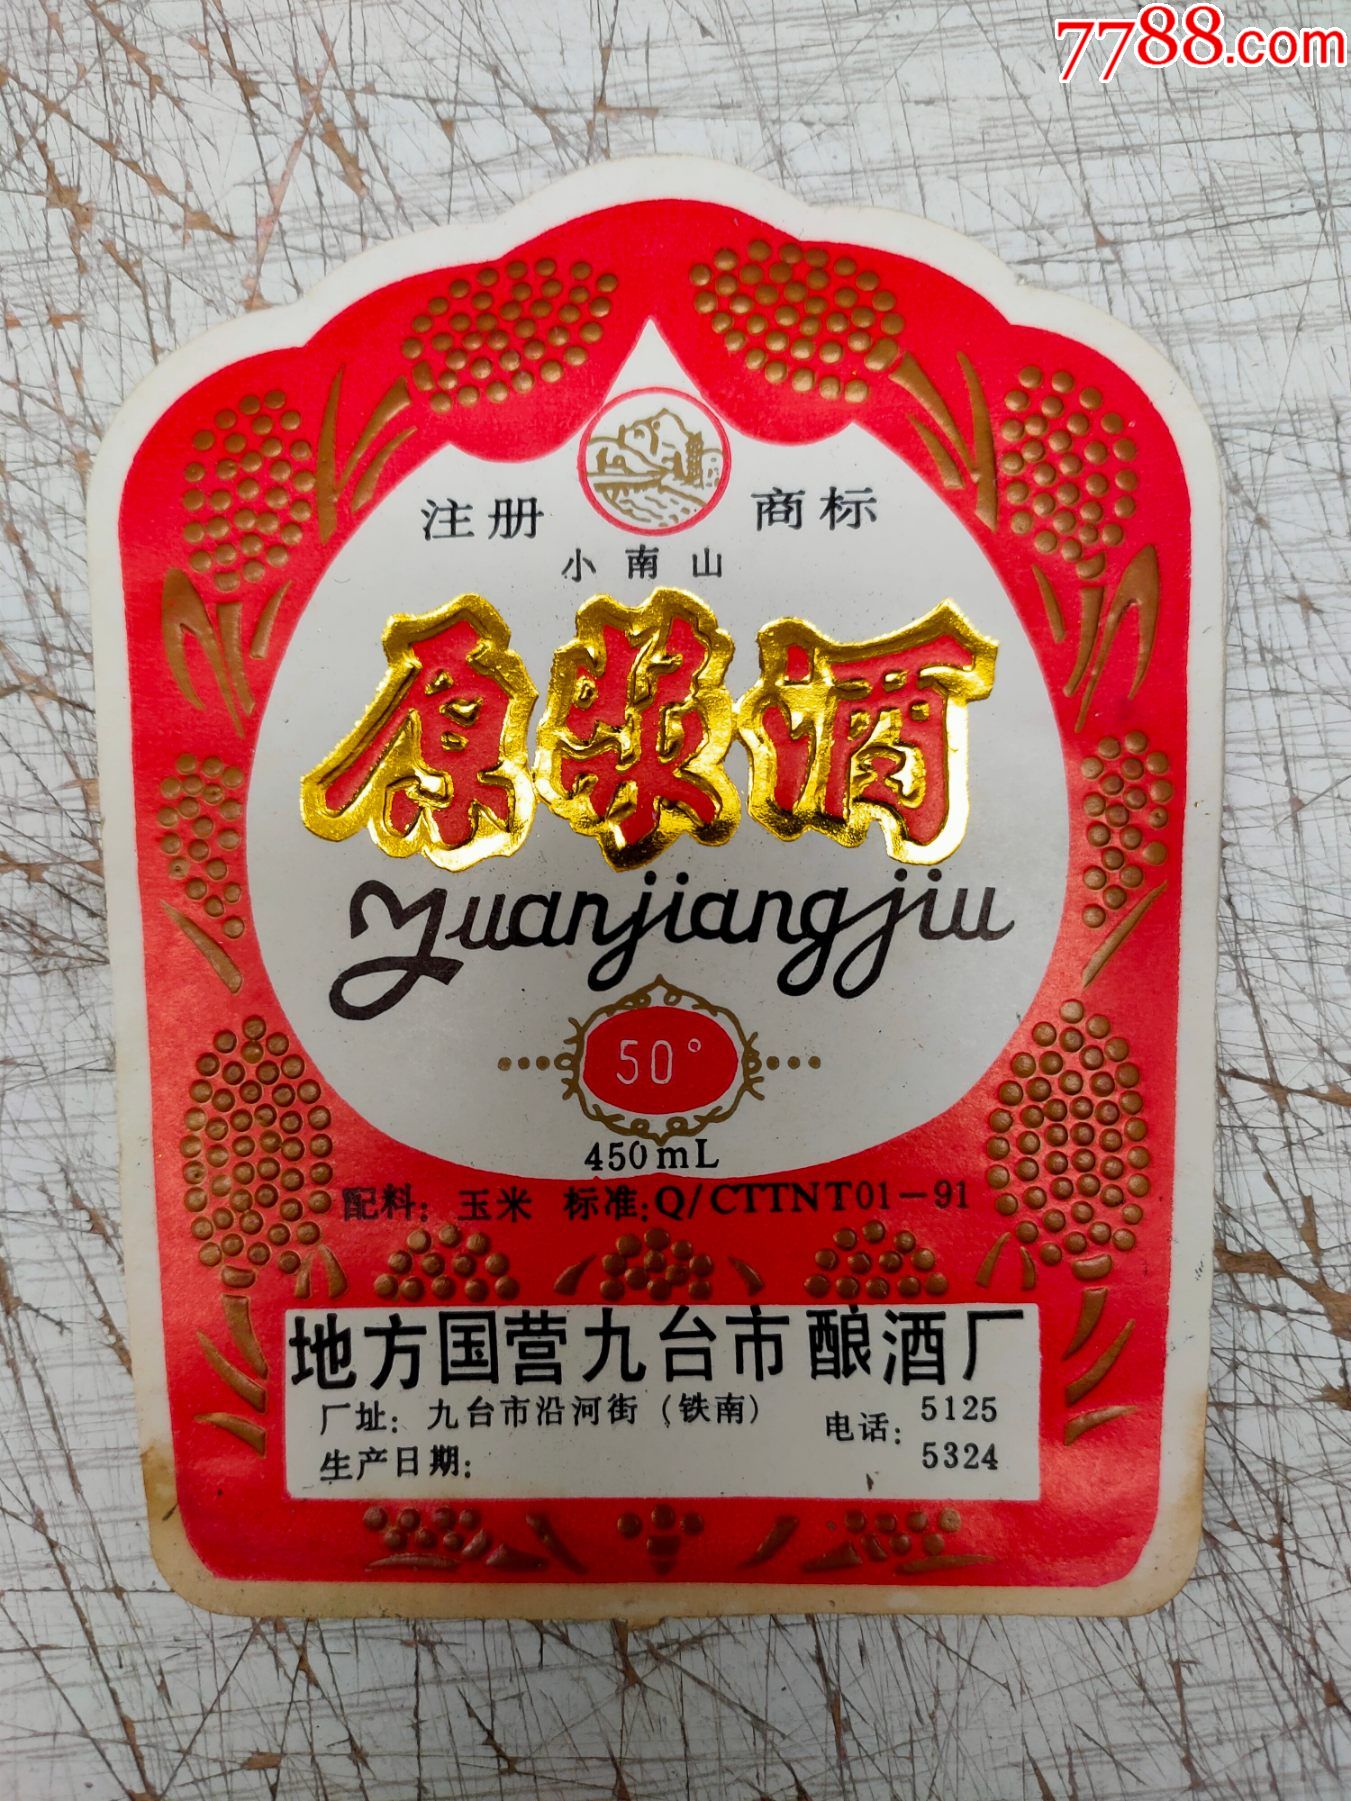 7788.com
注册 商标
小南山
原浆酒
yuanjiangjiu
50°
450mL
配料: 玉米 标准:Q/CTTNT01-91
地方国营九台市酿酒厂
厂址: 九台市沿河街 (铁南) 电话: 5125
5324
生产日期: